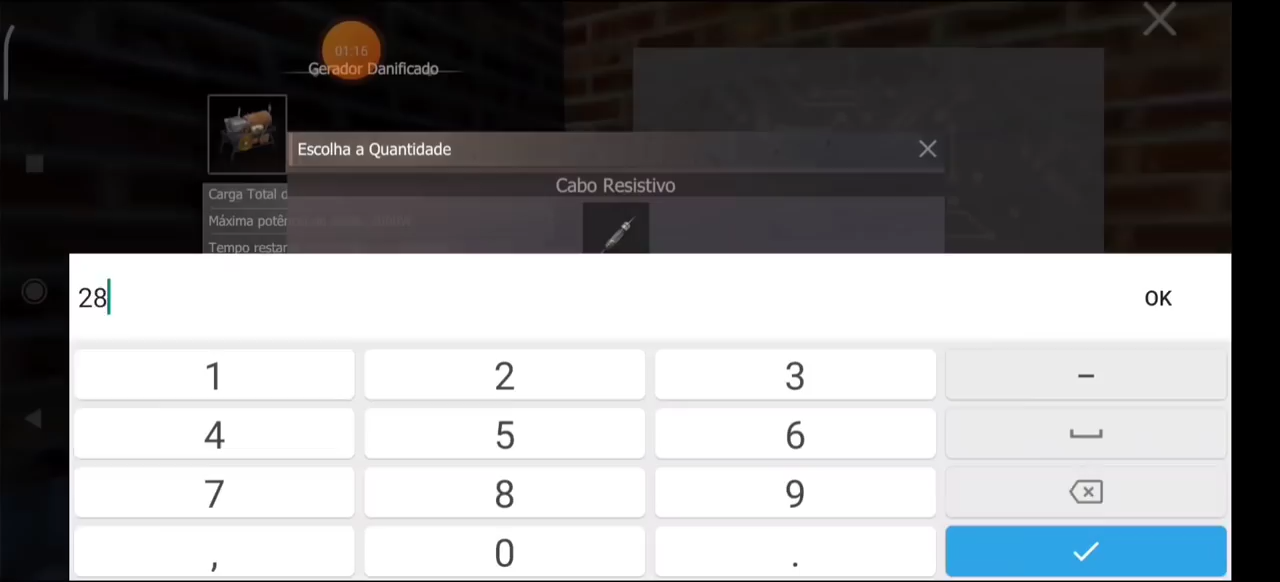 01:16
Gerador Danificado
Escolha a Quantidade
Cabo Resistivo
Carga Total d
Máxima potên
Tempo restar
28
OK
1 2 3 -
4 5 6
7 8 9
, 0 .